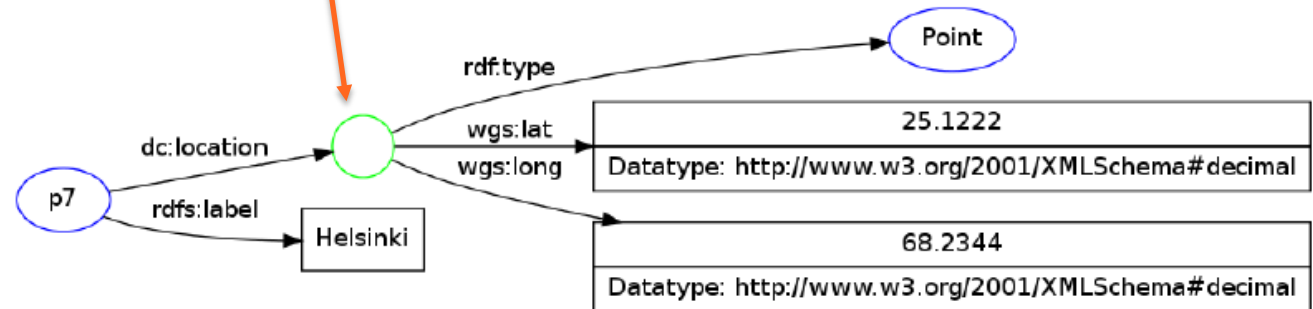 Point
rdf:type
25.1222
wgs:lat
dc:location
Datatype: http://www.w3.org/2001/XMLSchema#decimal
wgs:long
p7
rdfs:label
Helsinki
68.2344
Datatype: http://www.w3.org/2001/XMLSchema#decimal